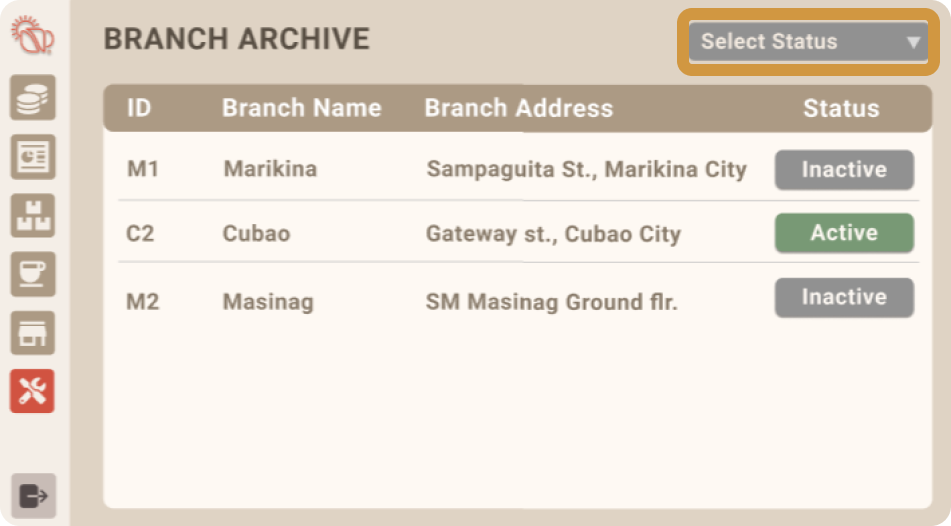 BRANCH ARCHIVE
Select Status
ID Branch Name Branch Address Status
M1 Marikina Sampaguita St., Marikina City Inactive
C2 Cubao Gateway st., Cubao City Active
M2 Masinag SM Masinag Ground flr. Inactive